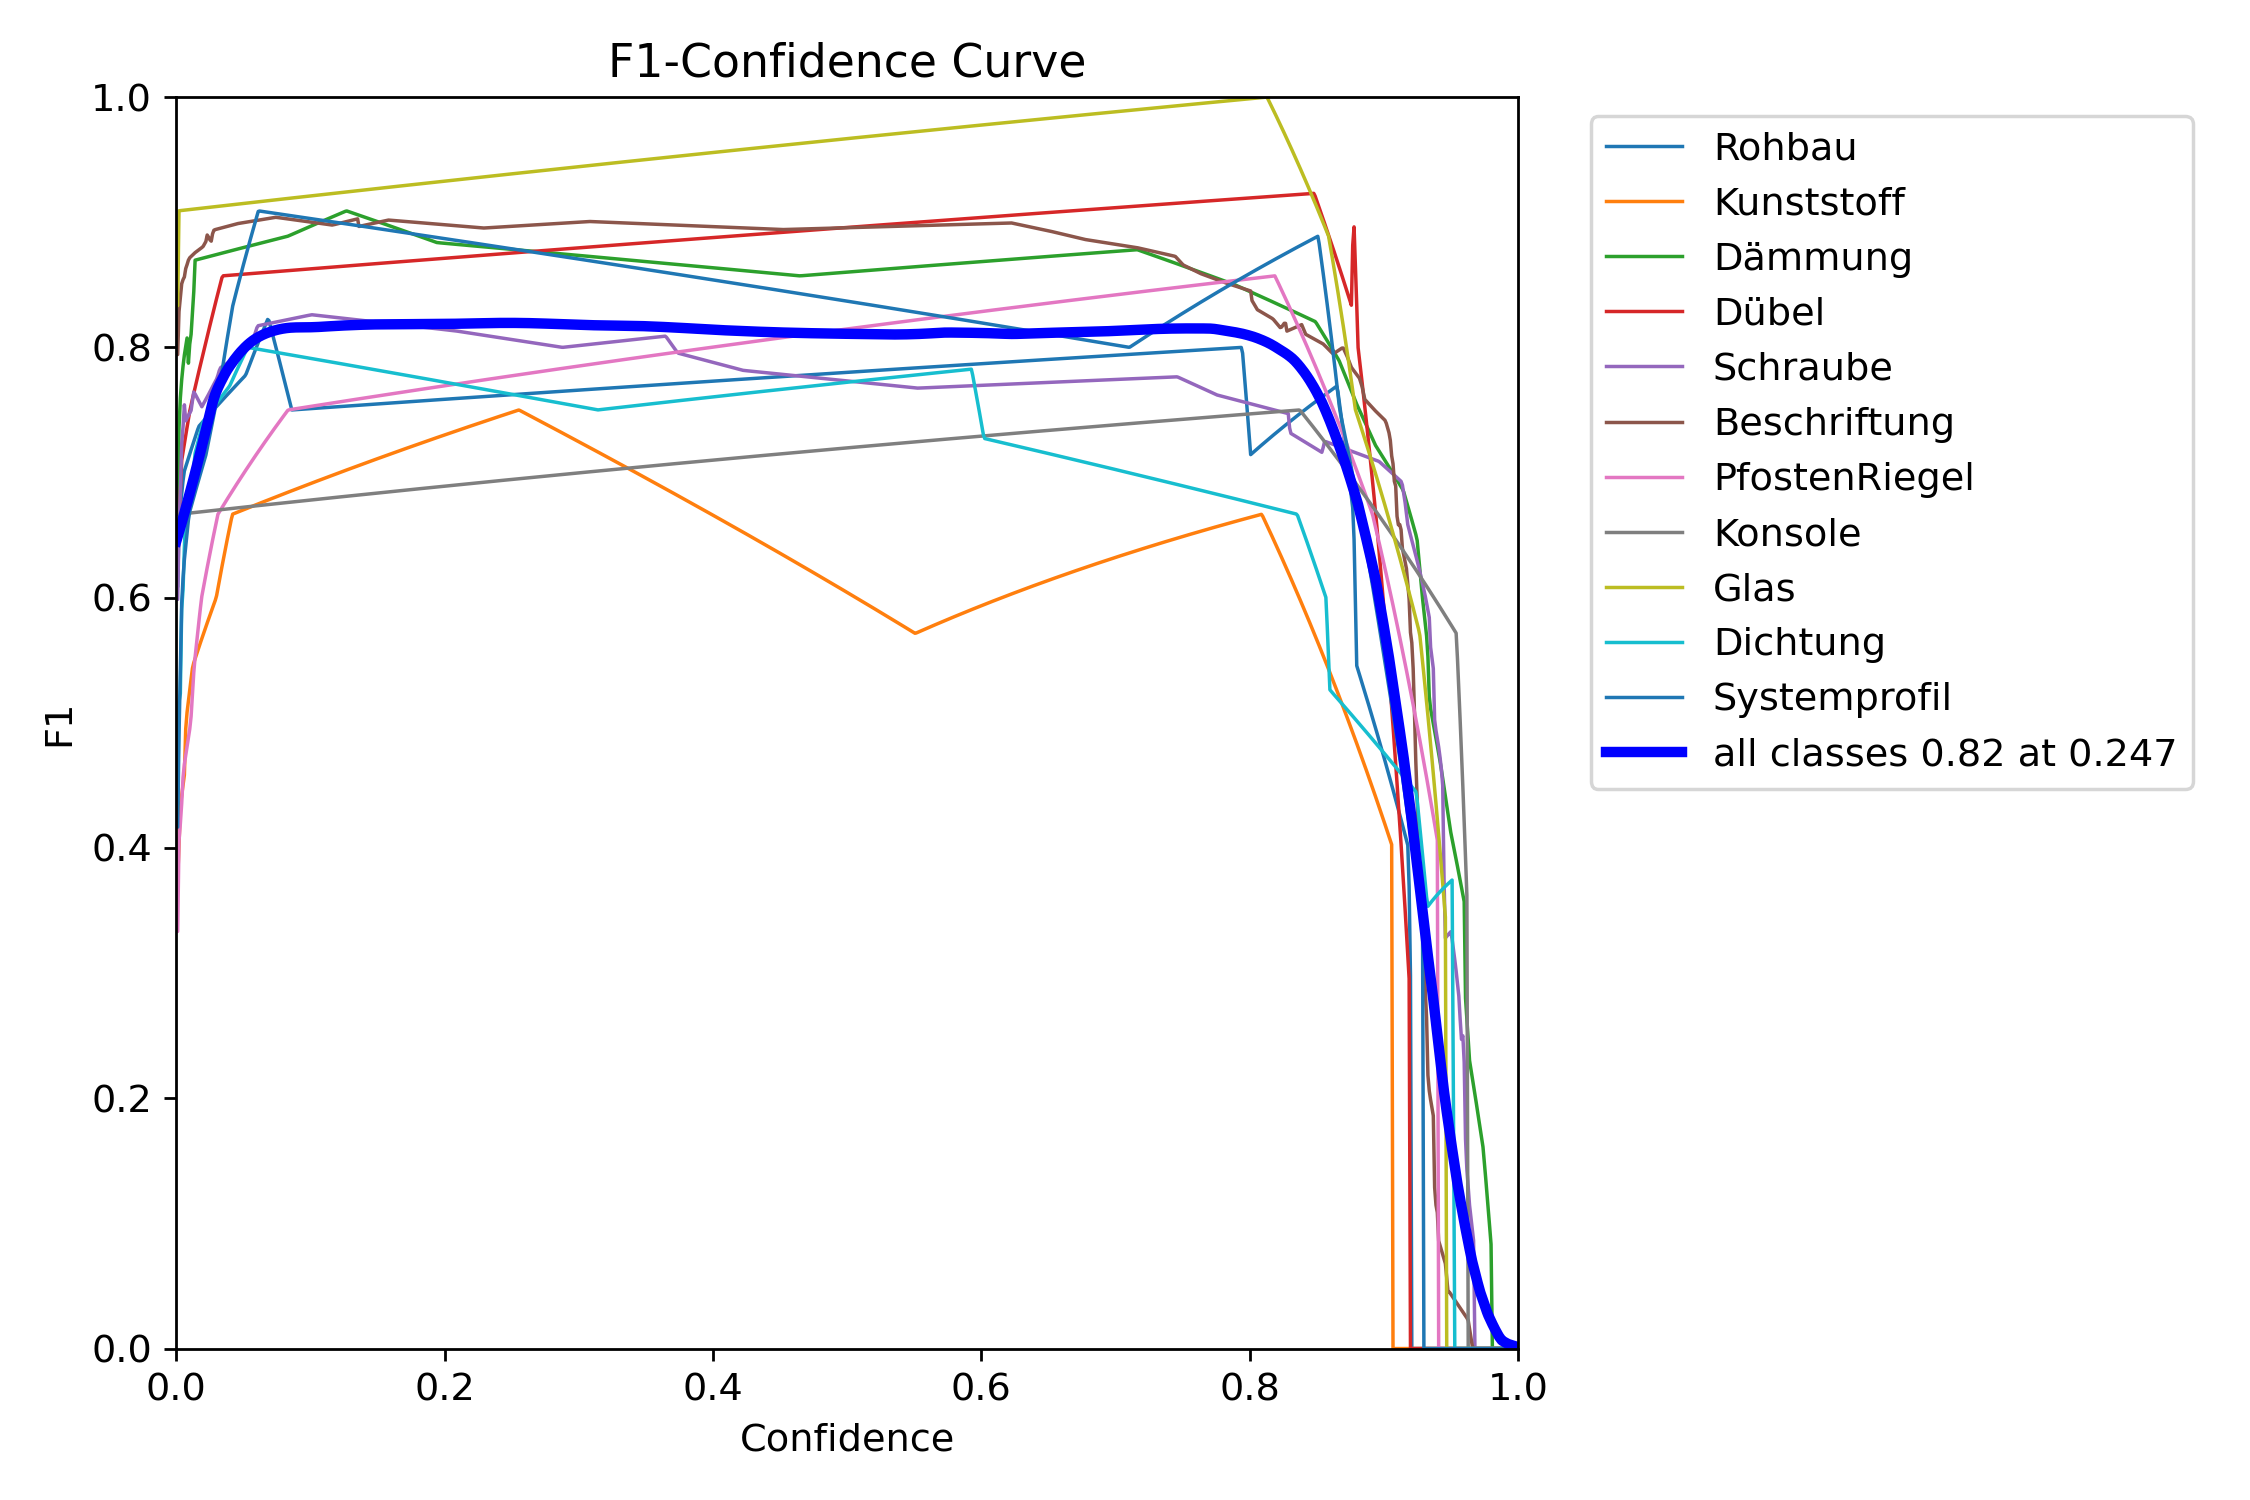 F1-Confidence Curve
1.0
0.8
0.6
0.4
0.2
0.0
F1
0.0 0.2 0.4 0.6 0.8 1.0
Confidence
Rohbau
Kunststoff
Dämmung
Dübel
Schraube
Beschriftung
PfostenRiegel
Konsole
Glas
Dichtung
Systemprofil
all classes 0.82 at 0.247